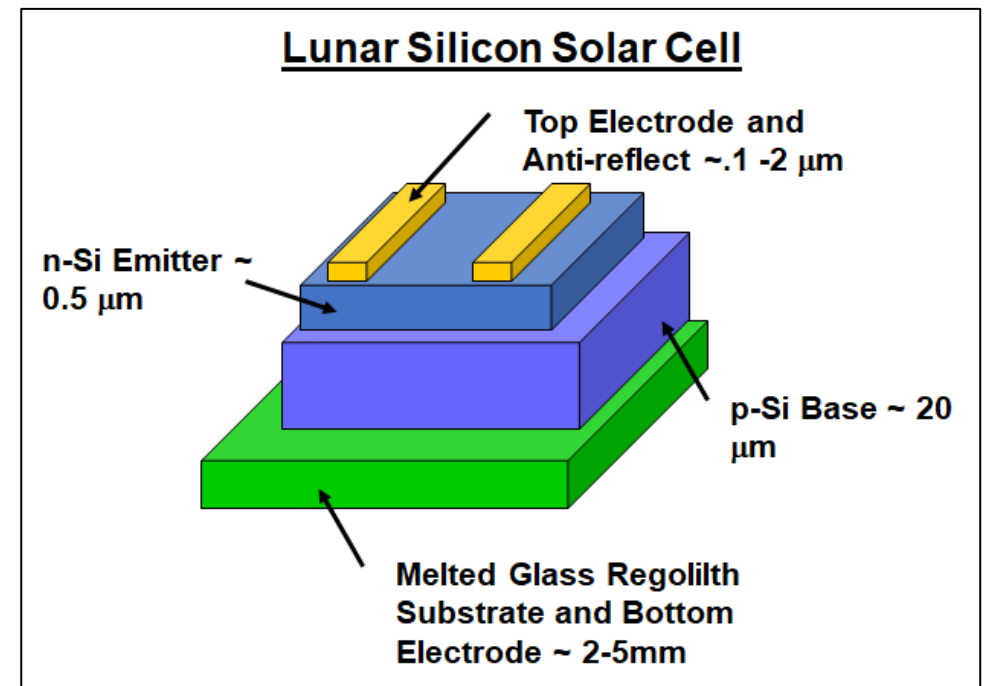 Lunar Silicon Solar Cell
Top Electrode and
Anti-reflect ~.1 -2 μm
n-Si Emitter ~
0.5 μm
p-Si Base ~ 20
μm
Melted Glass Regolilth
Substrate and Bottom
Electrode ~ 2-5mm